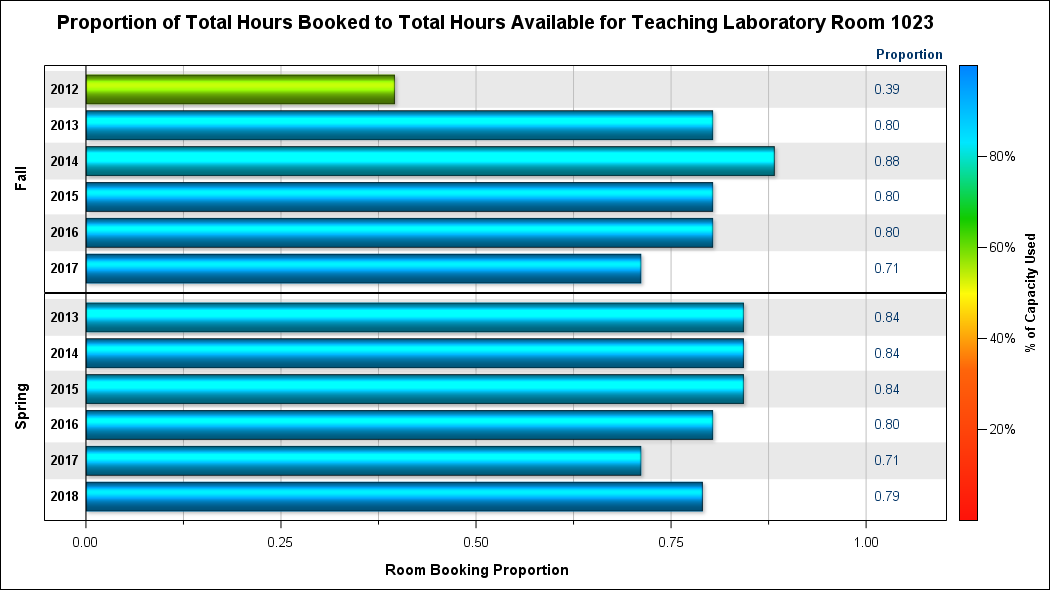 Proportion of Total Hours Booked to Total Hours Available for Teaching Laboratory Room 1023
Proportion
Fall
2012 0.39
2013 0.80
2014 0.88
2015 0.80
2016 0.80
2017 0.71
Spring
2013 0.84
2014 0.84
2015 0.84
2016 0.80
2017 0.71
2018 0.79
0.00 0.25 0.50 0.75 1.00
Room Booking Proportion
80%
60%
40%
20%
% of Capacity Used